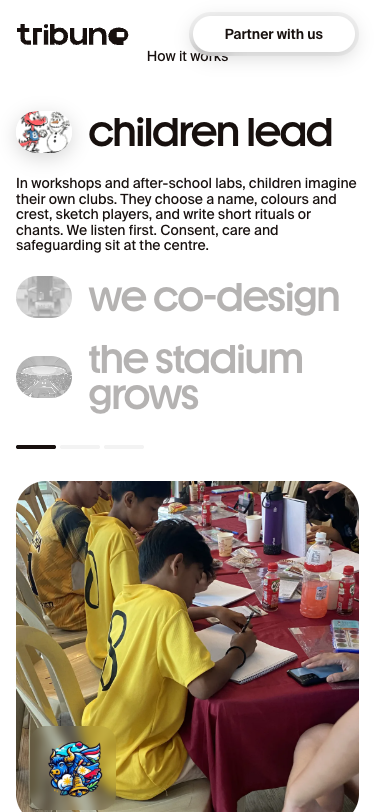 tribune
Partner with us
How it works
children lead
In workshops and after-school labs, children imagine
their own clubs. They choose a name, colours and
crest, sketch players, and write short rituals or
chants. We listen first. Consent, care and
safeguarding sit at the centre.
we co-design
the stadium
grows
8